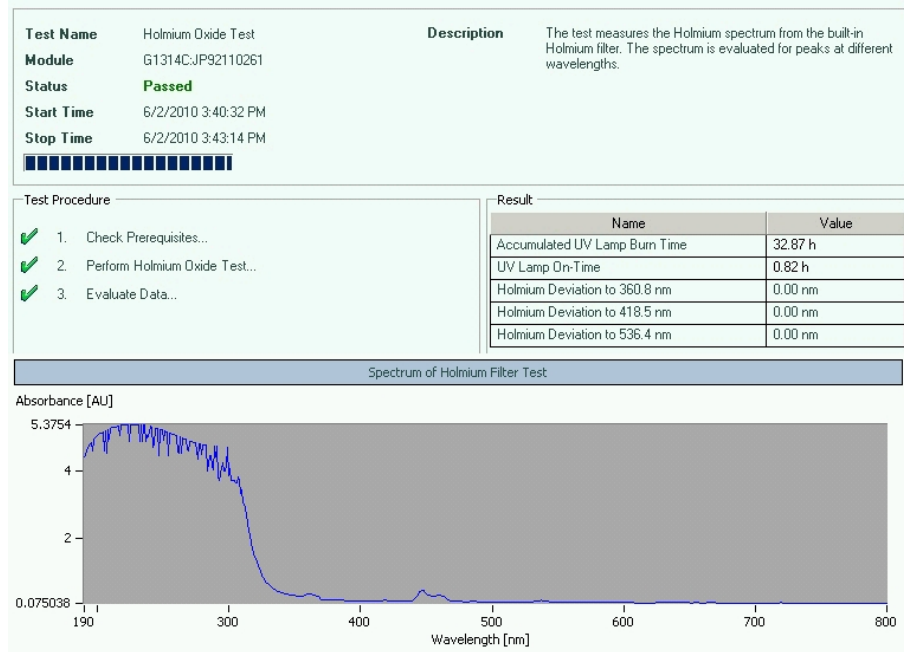 Test Name Holmium Oxide Test
Module G1314C:JP92110261
Status Passed
Start Time 6/2/2010 3:40:32 PM
Stop Time 6/2/2010 3:43:14 PM
Description The test measures the Holmium spectrum from the built-in
Holmium filter. The spectrum is evaluated for peaks at different
wavelengths.
Test Procedure
1. Check Prerequisites...
2. Perform Holmium Oxide Test...
3. Evaluate Data...
Result
Name Value
Accumulated UV Lamp Burn Time 32.87 h
UV Lamp On-Time 0.82 h
Holmium Deviation to 360.8 nm 0.00 nm
Holmium Deviation to 418.5 nm 0.00 nm
Holmium Deviation to 536.4 nm 0.00 nm
Spectrum of Holmium Filter Test
Absorbance [AU]
5.3754
4
2
0.075038
190 300 400 500 600 700 800
Wavelength [nm]